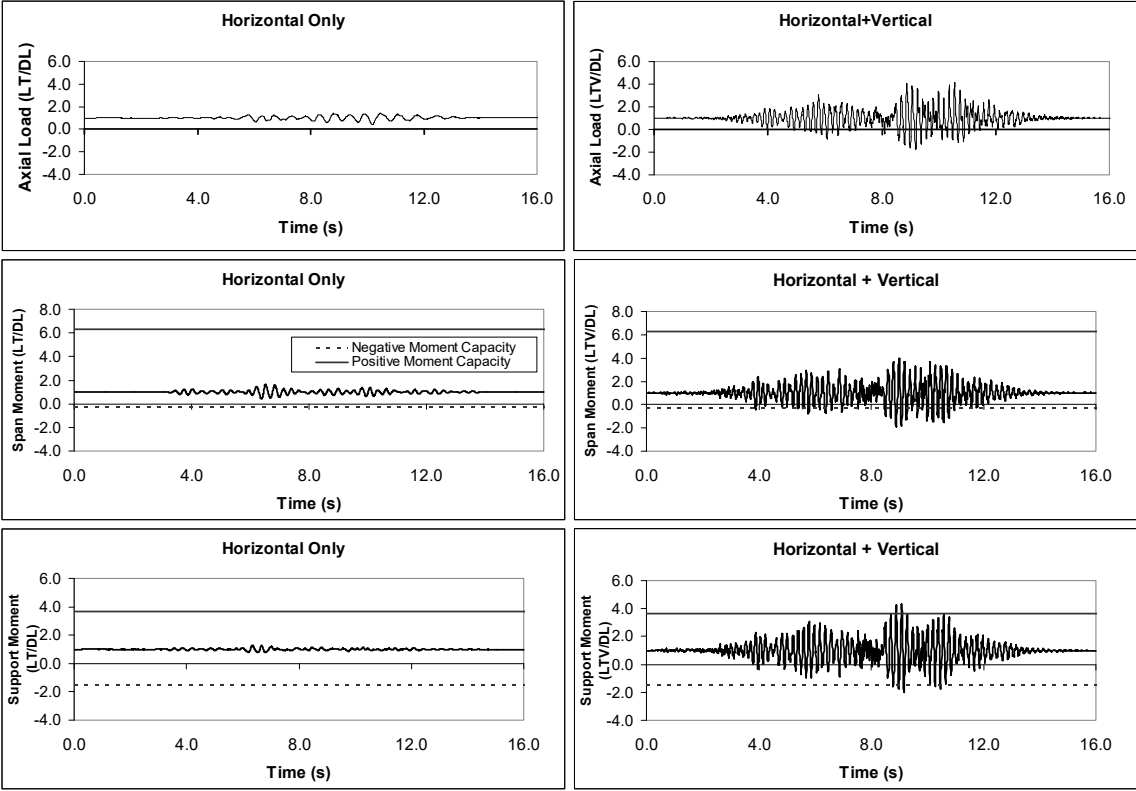 Horizontal Only
Axial Load (LT/DL)
6.0
4.0
2.0
0.0
-2.0
-4.0
0.0 4.0 8.0 12.0 16.0
Time (s)
Horizontal+Vertical
Axial Load (LTV/DL)
6.0
4.0
2.0
0.0
-2.0
-4.0
0.0 4.0 8.0 12.0 16.0
Time (s)
Horizontal Only
Span Moment (LT/DL)
8.0
6.0
4.0
2.0
0.0
-2.0
-4.0
Negative Moment Capacity
Positive Moment Capacity
0.0 4.0 8.0 12.0 16.0
Time (s)
Horizontal + Vertical
Span Moment (LTV/DL)
8.0
6.0
4.0
2.0
0.0
-2.0
-4.0
0.0 4.0 8.0 12.0 16.0
Time (s)
Horizontal Only
Support Moment
(LT/DL)
6.0
4.0
2.0
0.0
-2.0
-4.0
0.0 4.0 8.0 12.0 16.0
Time (s)
Horizontal + Vertical
Support Moment
(LTV/DL)
6.0
4.0
2.0
0.0
-2.0
-4.0
0.0 4.0 8.0 12.0 16.0
Time (s)